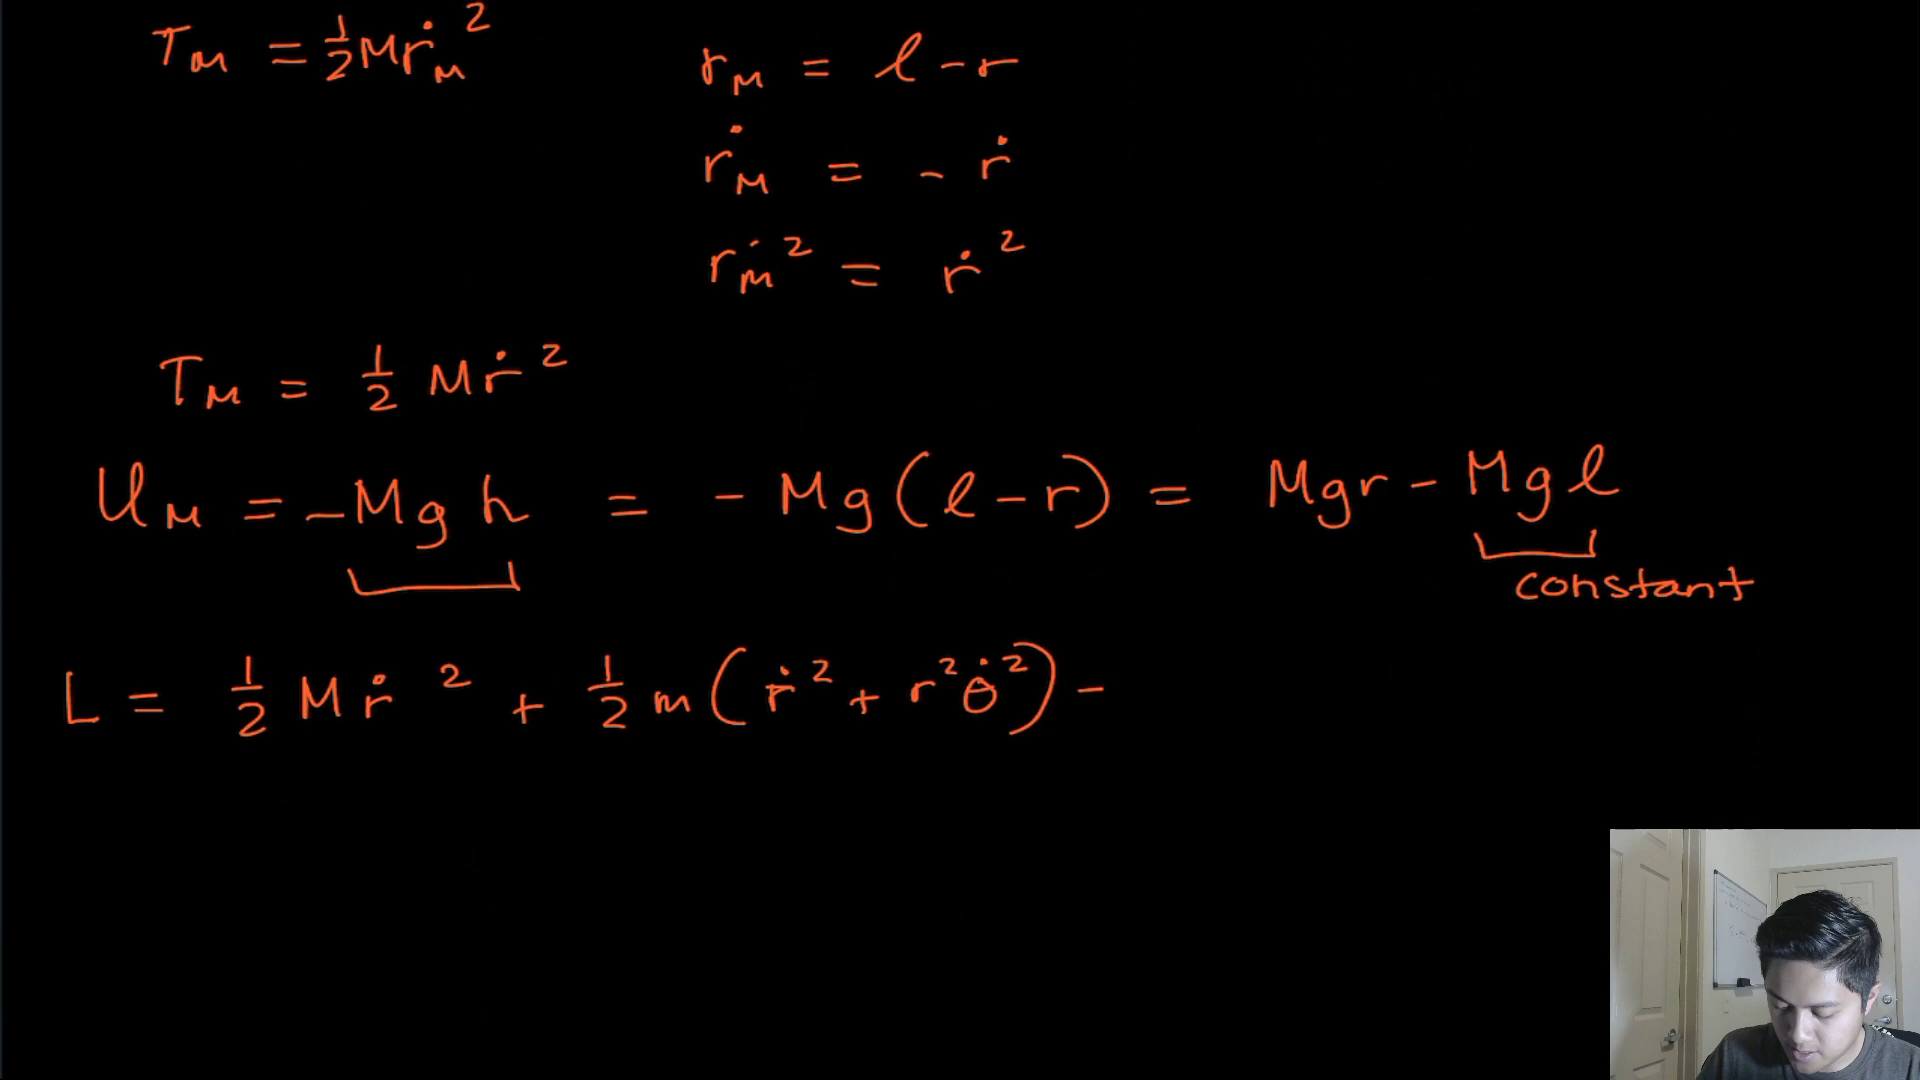 T_M = ½Mṙ_M²
r_M = ℓ - r
ṙ_M = - ṙ
ṙ_M² = ṙ²
T_M = ½ Mṙ²
U_M = -Mgh = - Mg(ℓ - r) = Mgr - Mgℓ
constant
L = ½ Mṙ² + ½ m(ṙ² + r²θ̇²) -